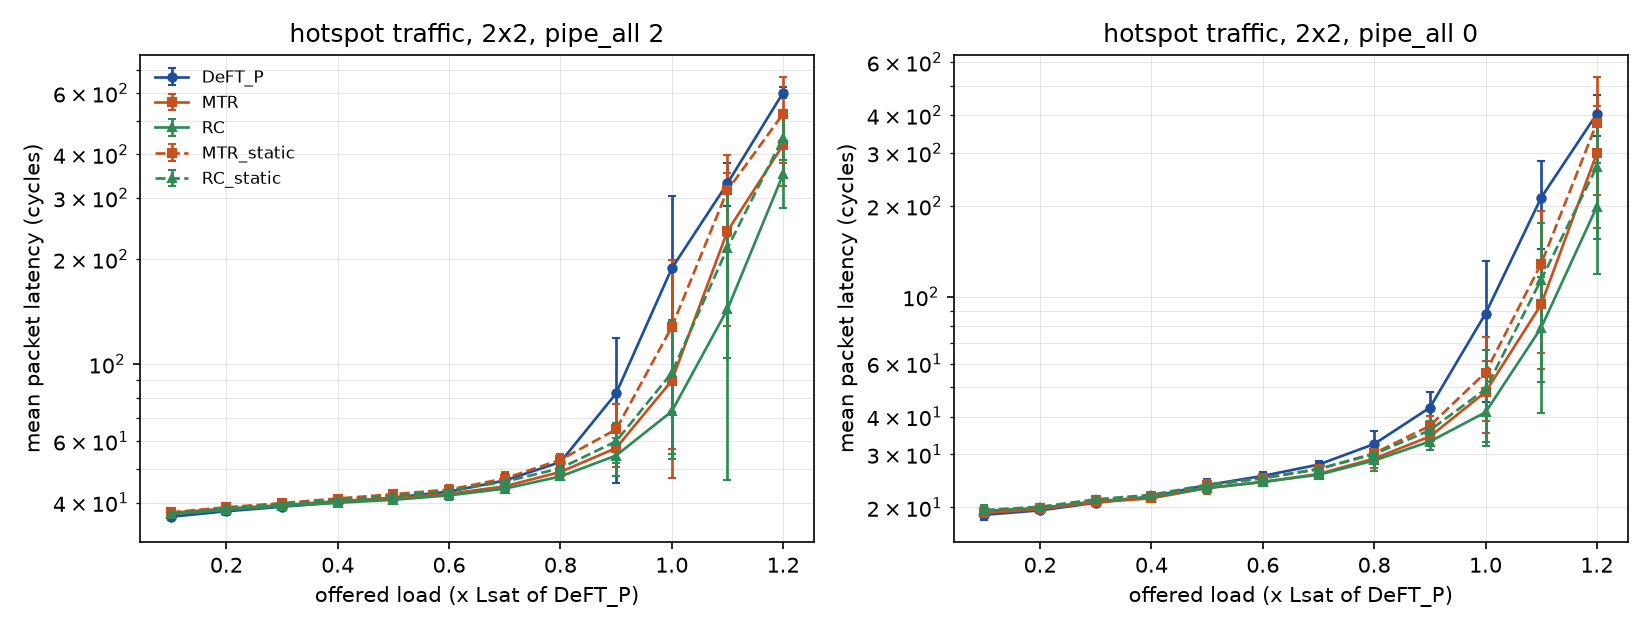 hotspot traffic, 2x2, pipe_all 2
mean packet latency (cycles)
6 × 10²
4 × 10²
3 × 10²
2 × 10²
10²
6 × 10¹
4 × 10¹
DeFT_P
MTR
RC
MTR_static
RC_static
0.2 0.4 0.6 0.8 1.0 1.2
offered load (x Lsat of DeFT_P)
hotspot traffic, 2x2, pipe_all 0
mean packet latency (cycles)
6 × 10²
4 × 10²
3 × 10²
2 × 10²
10²
6 × 10¹
4 × 10¹
3 × 10¹
2 × 10¹
0.2 0.4 0.6 0.8 1.0 1.2
offered load (x Lsat of DeFT_P)